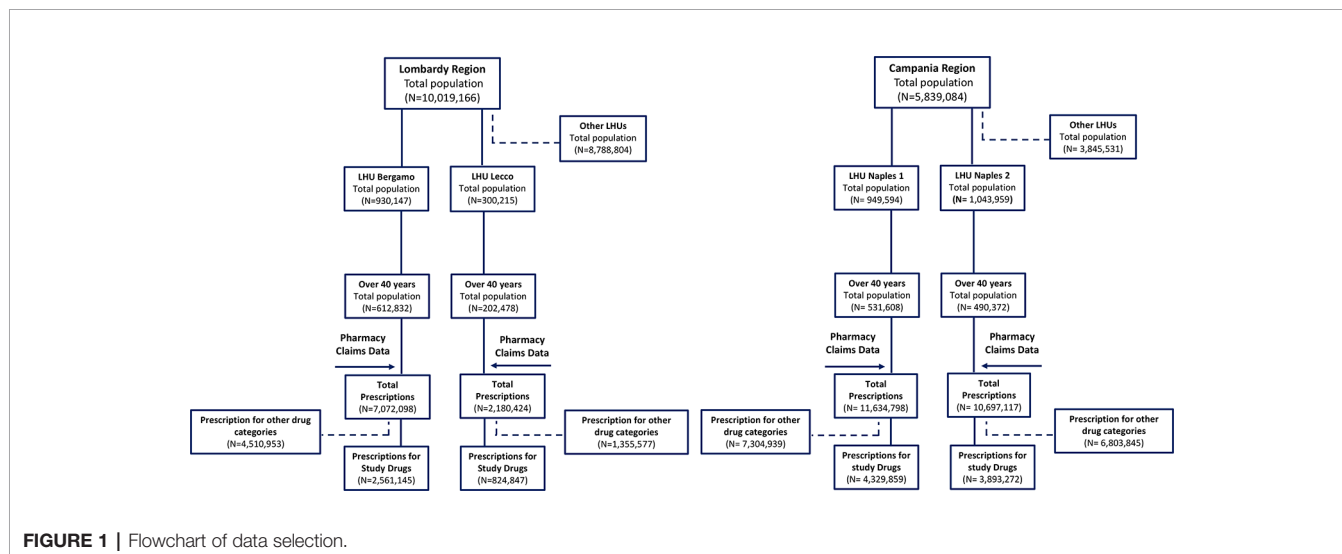 Lombardy Region
Total population
(N=10,019,166)
Other LHUs
Total population
(N=8,788,804)
LHU Bergamo
Total population
(N=930,147)
LHU Lecco
Total population
(N=300,215)
Over 40 years
Total population
(N=612,832)
Over 40 years
Total population
(N=202,478)
Pharmacy
Claims Data
Pharmacy
Claims Data
Total
Prescriptions
(N=7,072,098)
Total
Prescriptions
(N=2,180,424)
Prescription for other drug
categories
(N=4,510,953)
Prescription for other
drug categories
(N=1,355,577)
Prescriptions for
Study Drugs
(N=2,561,145)
Prescriptions for
Study Drugs
(N=824,847)
Campania Region
Total population
(N=5,839,084)
Other LHUs
Total population
(N= 3,845,531)
LHU Naples 1
Total population
(N= 949,594)
LHU Naples 2
Total population
(N= 1,043,959)
Over 40 years
Total population
(N= 531,608)
Over 40 years
Total population
(N= 490,372)
Pharmacy
Claims Data
Pharmacy
Claims Data
Total
Prescriptions
(N= 11,634,798)
Total
Prescriptions
(N= 10,697,117)
Prescription for other drug
categories
(N= 7,304,939)
Prescription for other
drug categories
(N= 6,803,845)
Prescriptions for
study Drugs
(N= 4,329,859)
Prescriptions for
study Drugs
(N= 3,893,272)
FIGURE 1 | Flowchart of data selection.